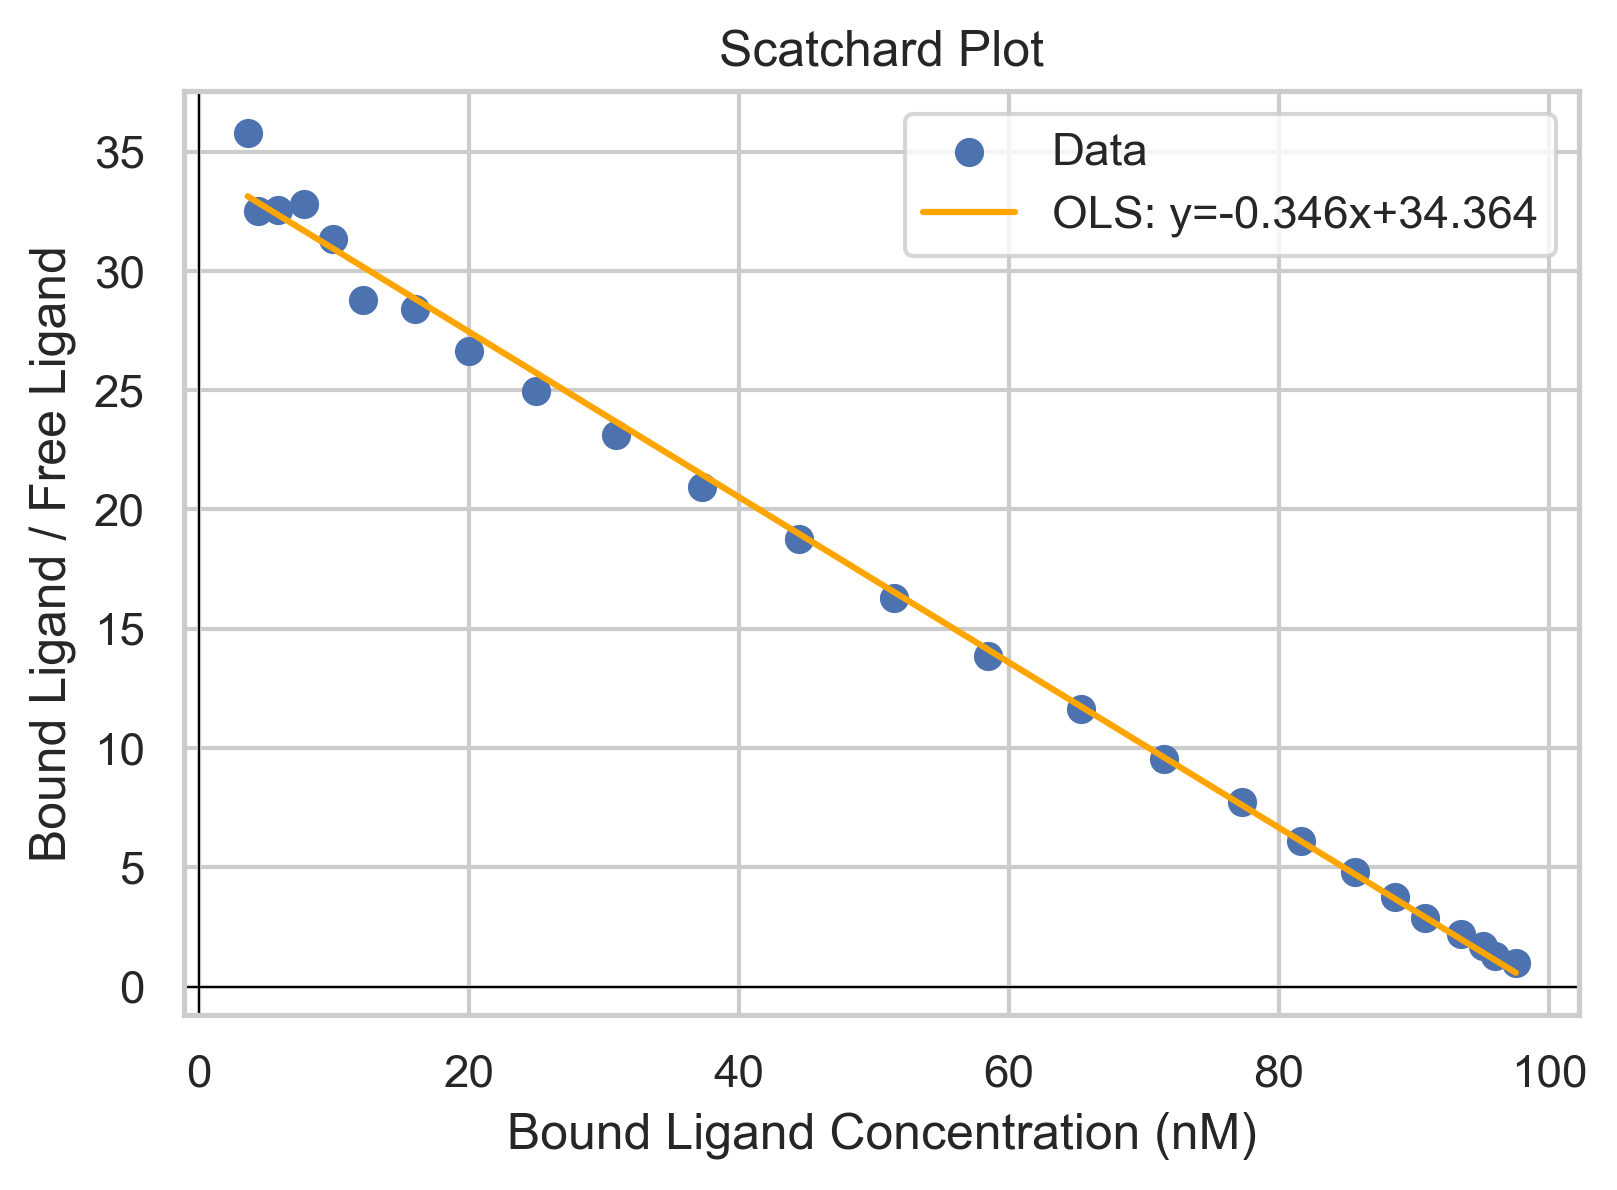 Scatchard Plot
Data
OLS: y=-0.346x+34.364
Bound Ligand / Free Ligand
35
30
25
20
15
10
5
0
0 20 40 60 80 100
Bound Ligand Concentration (nM)